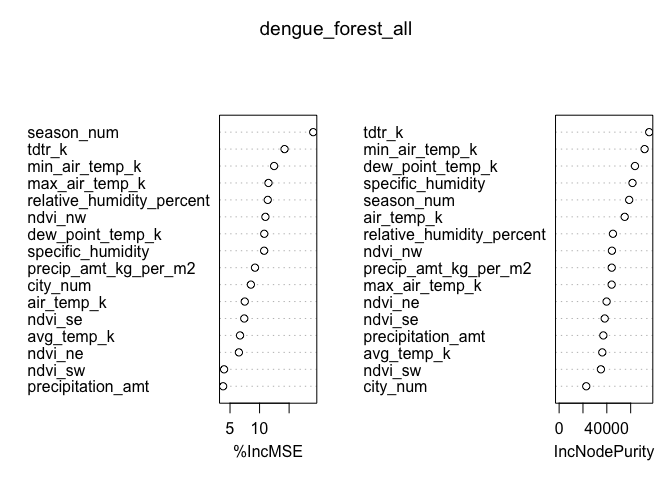 dengue_forest_all
season_num
tdtr_k
min_air_temp_k
max_air_temp_k
relative_humidity_percent
ndvi_nw
dew_point_temp_k
specific_humidity
precip_amt_kg_per_m2
city_num
air_temp_k
ndvi_se
avg_temp_k
ndvi_ne
ndvi_sw
precipitation_amt
5 10
%IncMSE
tdtr_k
min_air_temp_k
dew_point_temp_k
specific_humidity
season_num
air_temp_k
relative_humidity_percent
ndvi_nw
precip_amt_kg_per_m2
max_air_temp_k
ndvi_ne
ndvi_se
precipitation_amt
avg_temp_k
ndvi_sw
city_num
0 40000
IncNodePurity